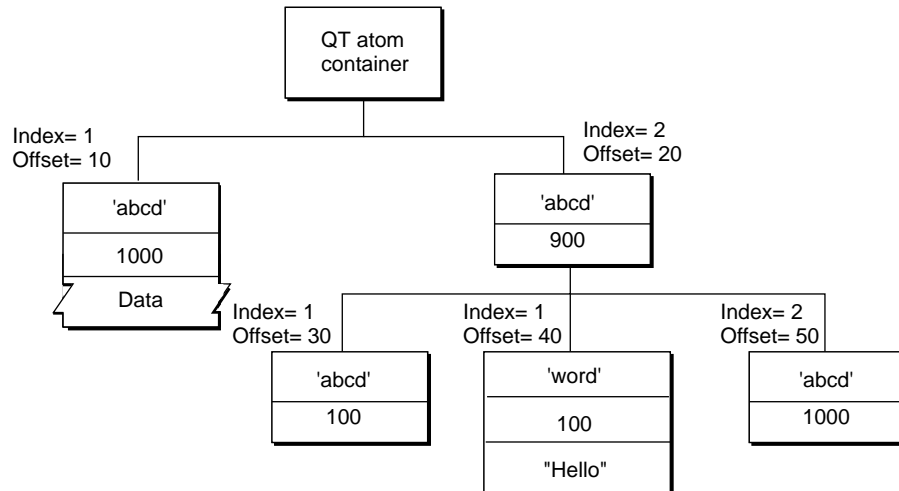 QT atom
container
Index= 1
Offset= 10
Index= 2
Offset= 20
'abcd'
1000
Data
'abcd'
900
Index= 1
Offset= 30
Index= 1
Offset= 40
Index= 2
Offset= 50
'abcd'
100
'word'
100
"Hello"
'abcd'
1000